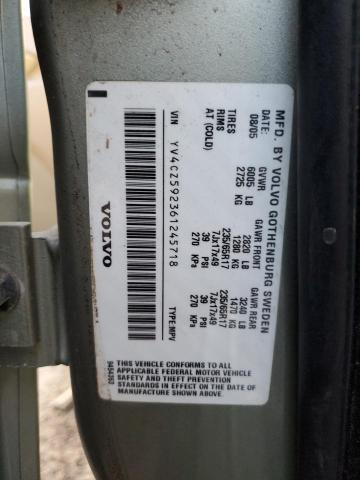 MFD. BY VOLVO GOTHENBURG SWEDEN
DATE: GVWR GAWR FRONT GAWR REAR
08/05 6005 LB 2820 LB 3240 LB
2725 KG 1280 KG 1470 KG
TIRES 235/65R17 235/65R17
RIMS 7Jx17x49 7Jx17x49
AT (COLD) 39 PSI 39 PSI
270 KPa 270 KPa
VIN YV4CZ592361245718 TYPE:MPV
VOLVO
9494393
THIS VEHICLE CONFORMS TO ALL
APPLICABLE FEDERAL MOTOR VEHICLE
SAFETY AND THEFT PREVENTION
STANDARDS IN EFFECT ON THE DATE OF
MANUFACTURE SHOWN ABOVE.